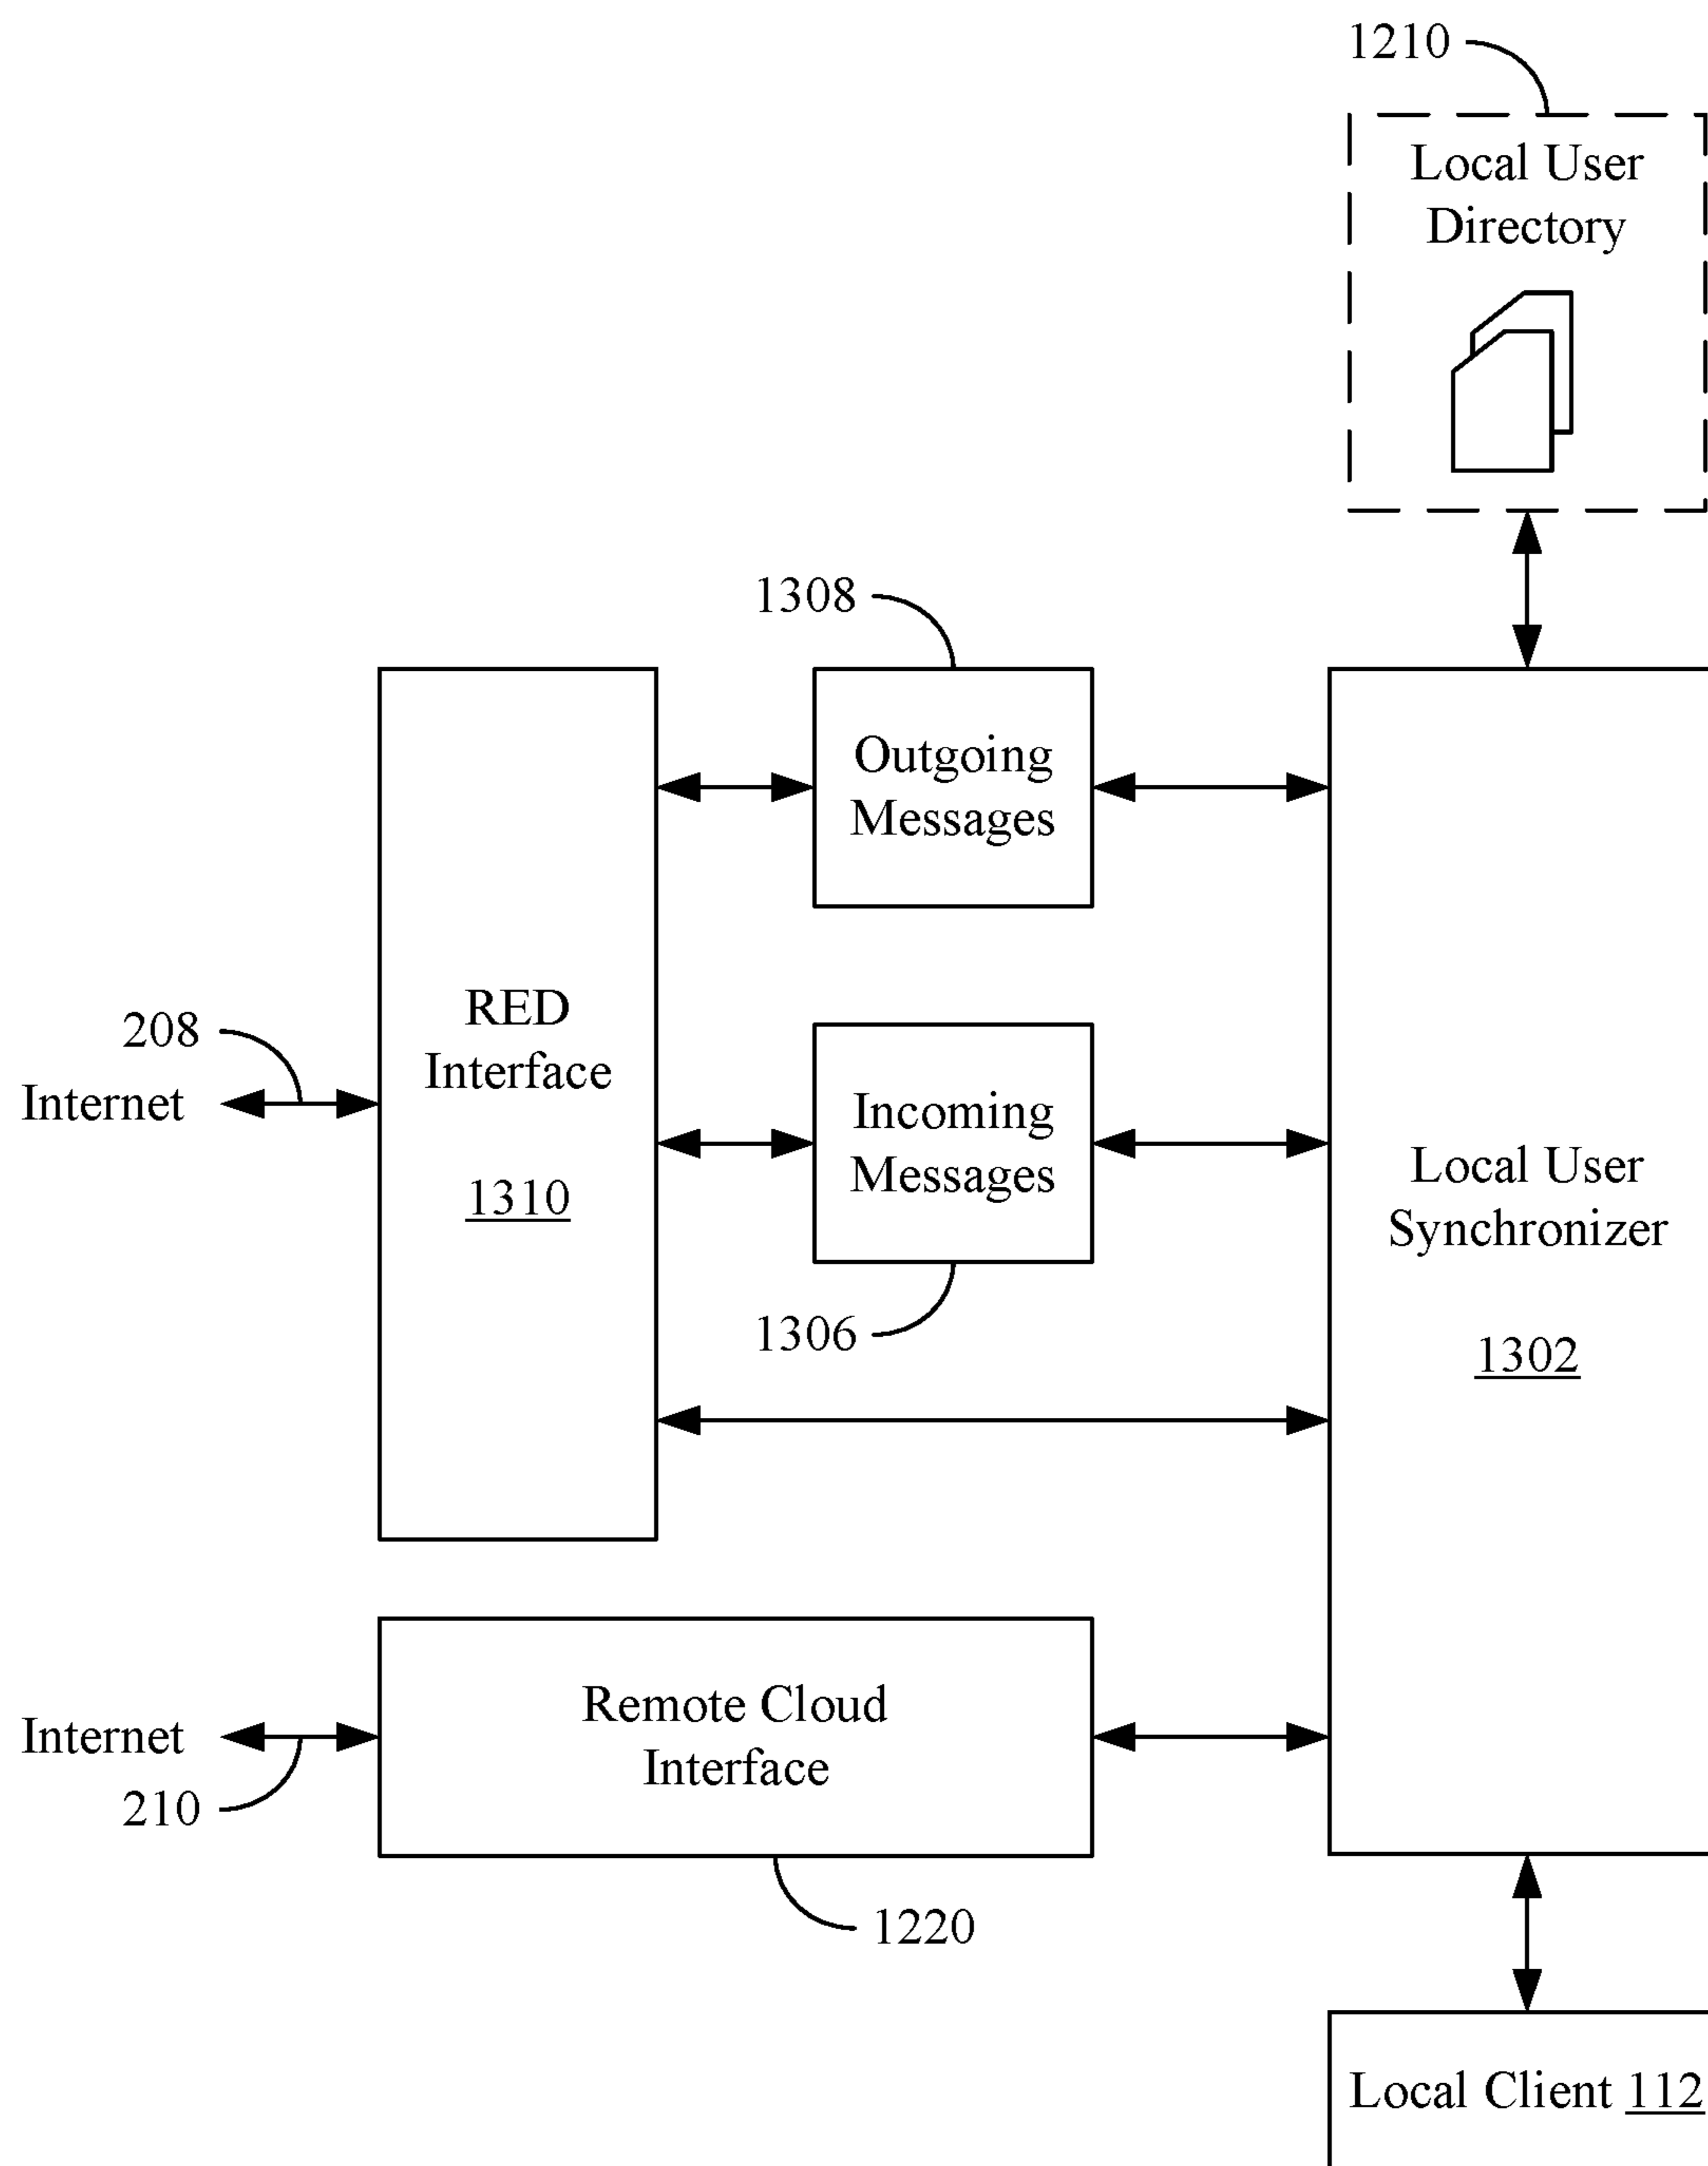 1210
Local User
Directory
1308
Outgoing
Messages
RED
Interface
1310
208
Internet
Incoming
Messages
1306
Local User
Synchronizer
1302
Internet
210
Remote Cloud
Interface
1220
Local Client 112